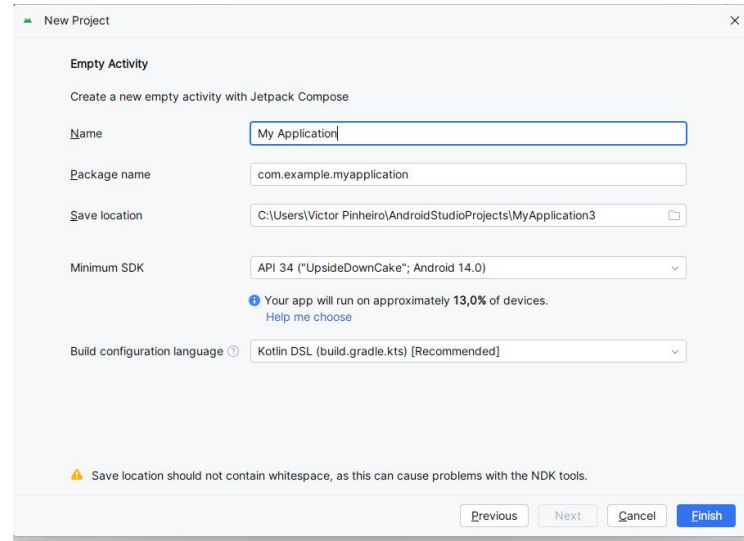 New Project
Empty Activity
Create a new empty activity with Jetpack Compose
Name
My Application
Package name
com.example.myapplication
Save location
C:\Users\Victor Pinheiro\AndroidStudioProjects\MyApplication3
Minimum SDK
API 34 ("UpsideDownCake"; Android 14.0)
Your app will run on approximately 13,0% of devices.
Help me choose
Build configuration language
Kotlin DSL (build.gradle.kts) [Recommended]
Save location should not contain whitespace, as this can cause problems with the NDK tools.
Previous Next Cancel Finish